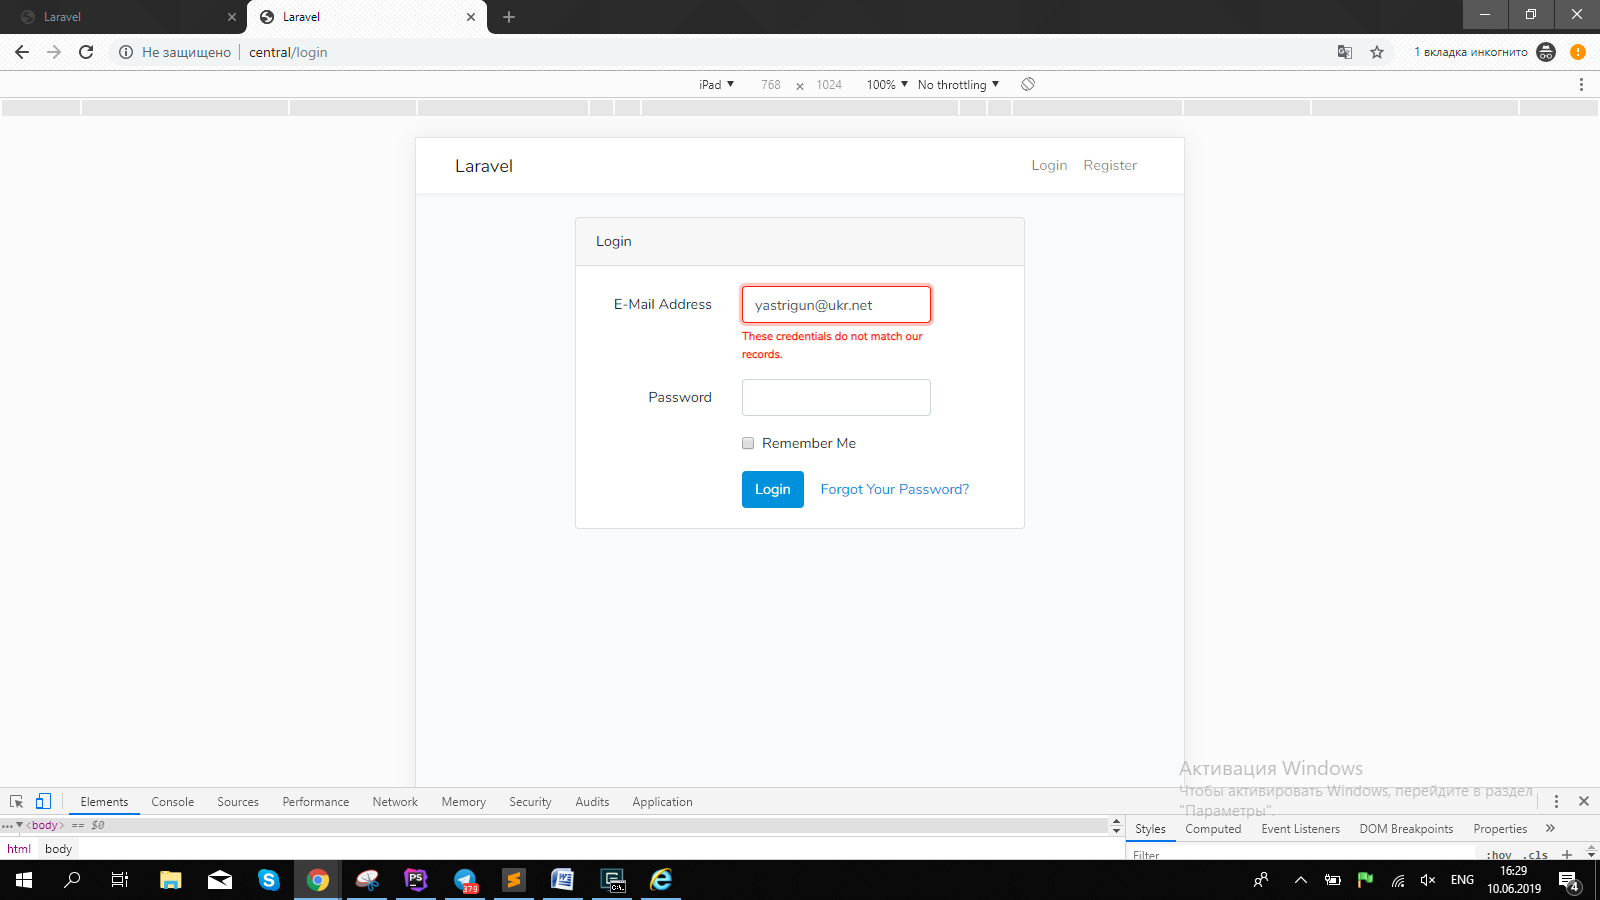 Laravel
Laravel
Не защищено
central/login
1 вкладка инкогнито
iPad
768 × 1024
100%
No throttling
Laravel
Login
Register
Login
E-Mail Address
yastrigun@ukr.net
These credentials do not match our
records.
Password
Remember Me
Login
Forgot Your Password?
Активация Windows
Чтобы активировать Windows, перейдите в раздел
"Параметры".
Elements
Console
Sources
Performance
Network
Memory
Security
Audits
Application
<body> == $0
html
body
Styles
Computed
Event Listeners
DOM Breakpoints
Properties
Filter
:hov
.cls
PS
379
C:\.
ENG
16:29
10.06.2019
4